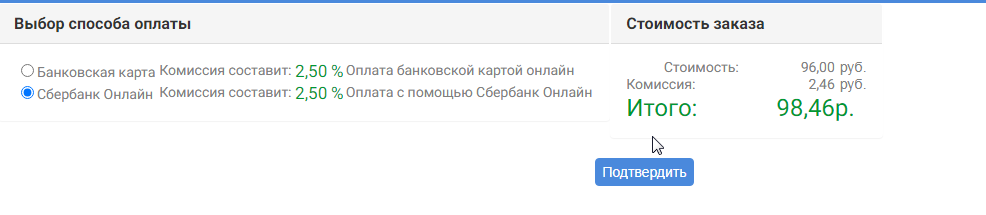 Выбор способа оплаты
Банковская карта Комиссия составит: 2,50 % Оплата банковской картой онлайн
Сбербанк Онлайн Комиссия составит: 2,50 % Оплата с помощью Сбербанк Онлайн
Стоимость заказа
Стоимость: 96,00 руб.
Комиссия: 2,46 руб.
Итого: 98,46р.
Подтвердить